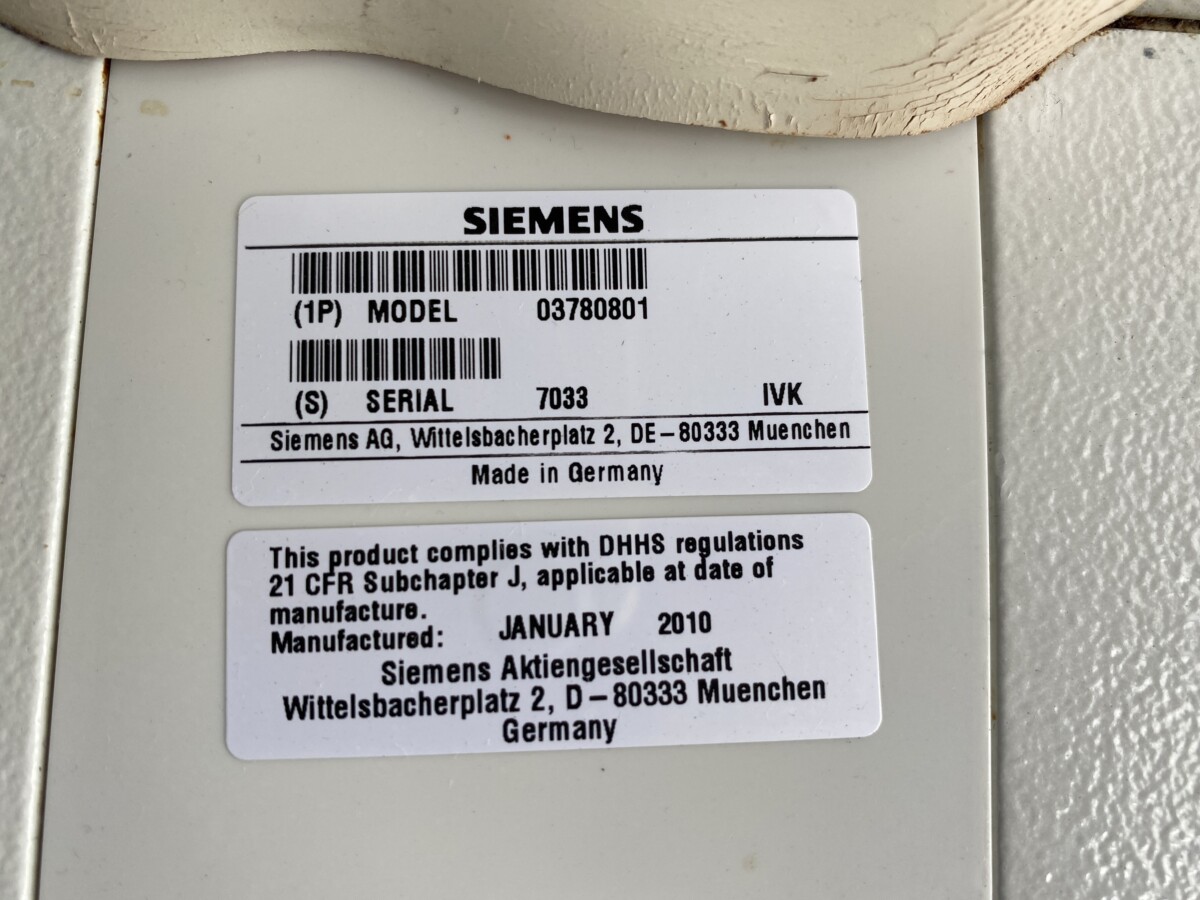 SIEMENS
(1P) MODEL 03780801
(S) SERIAL 7033 IVK
Siemens AG, Wittelsbacherplatz 2, DE-80333 Muenchen
Made in Germany
This product complies with DHHS regulations
21 CFR Subchapter J, applicable at date of
manufacture.
Manufactured: JANUARY 2010
Siemens Aktiengesellschaft
Wittelsbacherplatz 2, D-80333 Muenchen
Germany